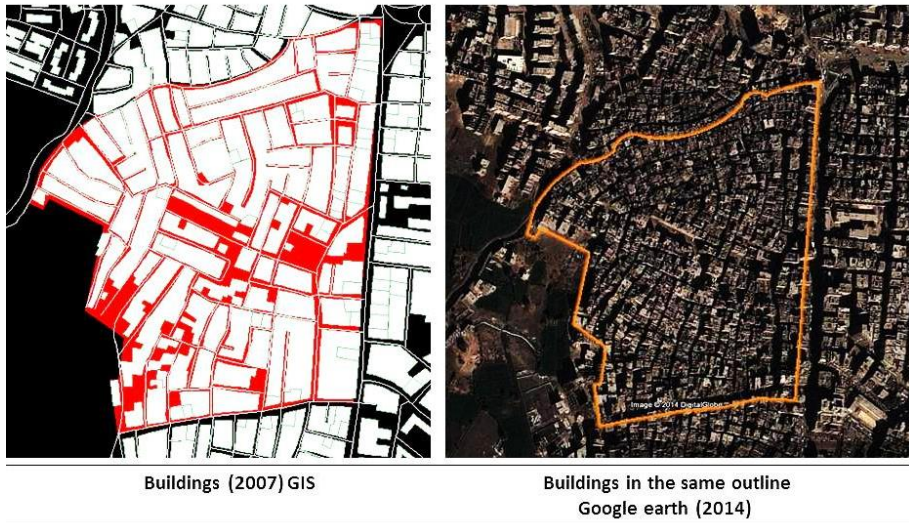 Image © 2014 DigitalGlobe
Buildings (2007) GIS
Buildings in the same outline
Google earth (2014)